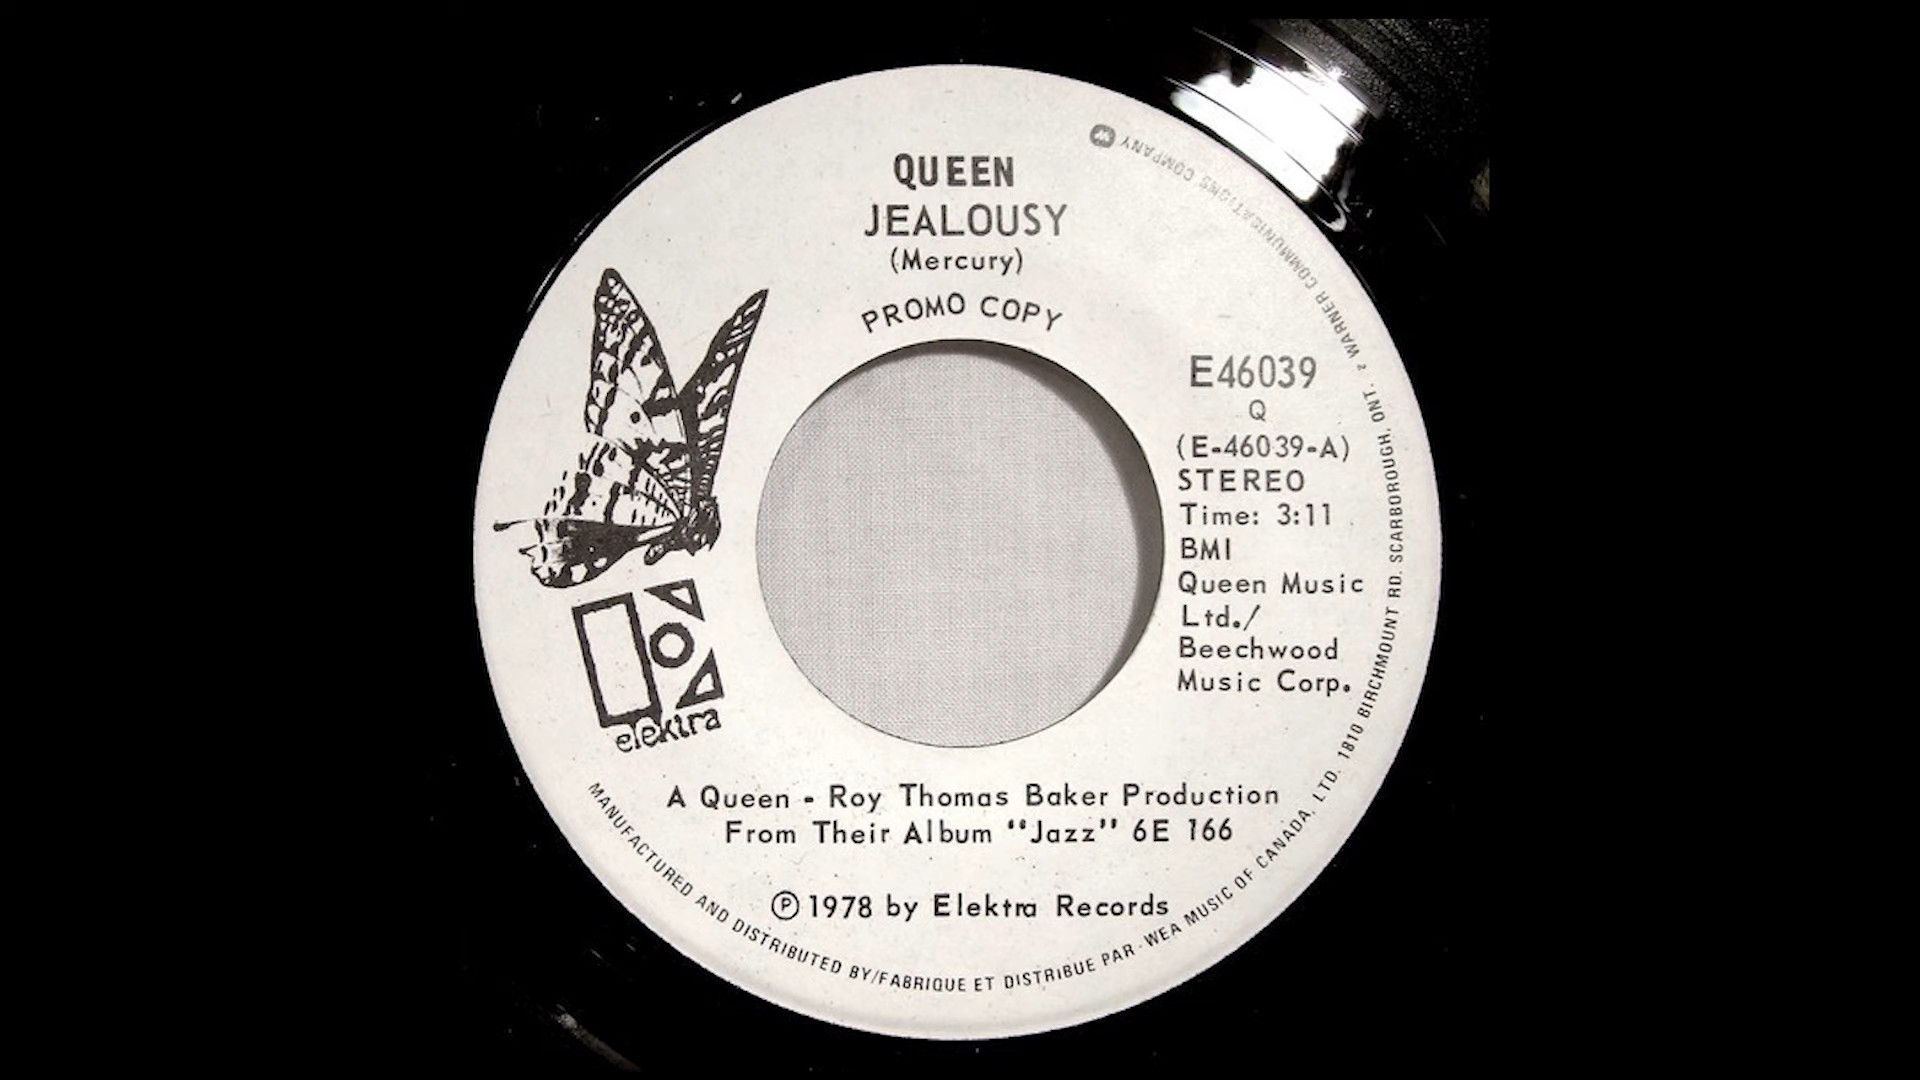 QUEEN
JEALOUSY
(Mercury)
PROMO COPY
E46039
Q
(E-46039-A)
STEREO
Time: 3:11
BMI
Queen Music
Ltd./
Beechwood
Music Corp.
elektra
A Queen - Roy Thomas Baker Production
From Their Album "Jazz" 6E 166
Ⓟ 1978 by Elektra Records
MANUFACTURED AND DISTRIBUTED BY/FABRIQUE ET DISTRIBUE PAR - WEA MUSIC OF CANADA, LTD. 1810 BIRCHMOUNT RD. SCARBOROUGH, ONT. WARNER COMMUNICATIONS COMPANY